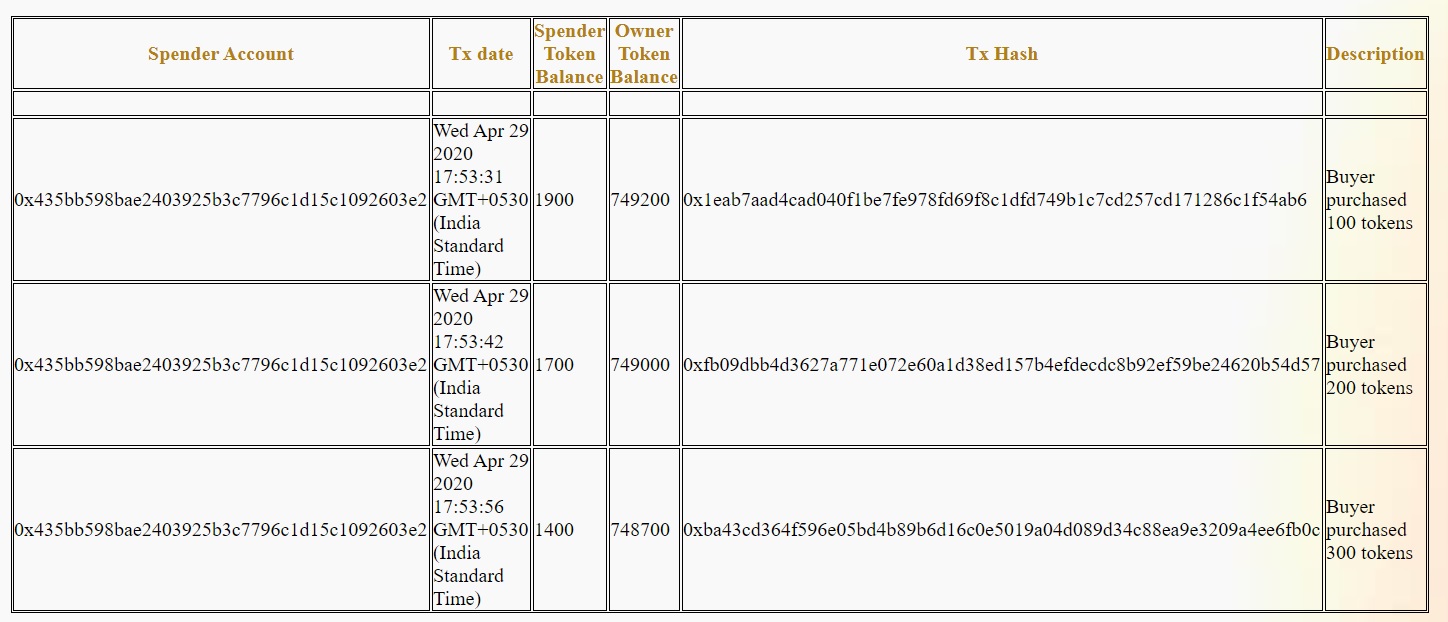 Spender Account
Tx date
Spender
Token
Balance
Owner
Token
Balance
Tx Hash
Description
0x435bb598bae2403925b3c7796c1d15c1092603e2
Wed Apr 29
2020
17:53:31
GMT+0530
(India
Standard
Time)
1900
749200
0x1eab7aad4cad040f1be7fe978fd69f8c1dfd749b1c7cd257cd171286c1f54ab6
Buyer
purchased
100 tokens
0x435bb598bae2403925b3c7796c1d15c1092603e2
Wed Apr 29
2020
17:53:42
GMT+0530
(India
Standard
Time)
1700
749000
0xfb09dbb4d3627a771e072e60a1d38ed157b4efdecdc8b92ef59be24620b54d57
Buyer
purchased
200 tokens
0x435bb598bae2403925b3c7796c1d15c1092603e2
Wed Apr 29
2020
17:53:56
GMT+0530
(India
Standard
Time)
1400
748700
0xba43cd364f596e05bd4b89b6d16c0e5019a04d089d34c88ea9e3209a4ee6fb0c
Buyer
purchased
300 tokens